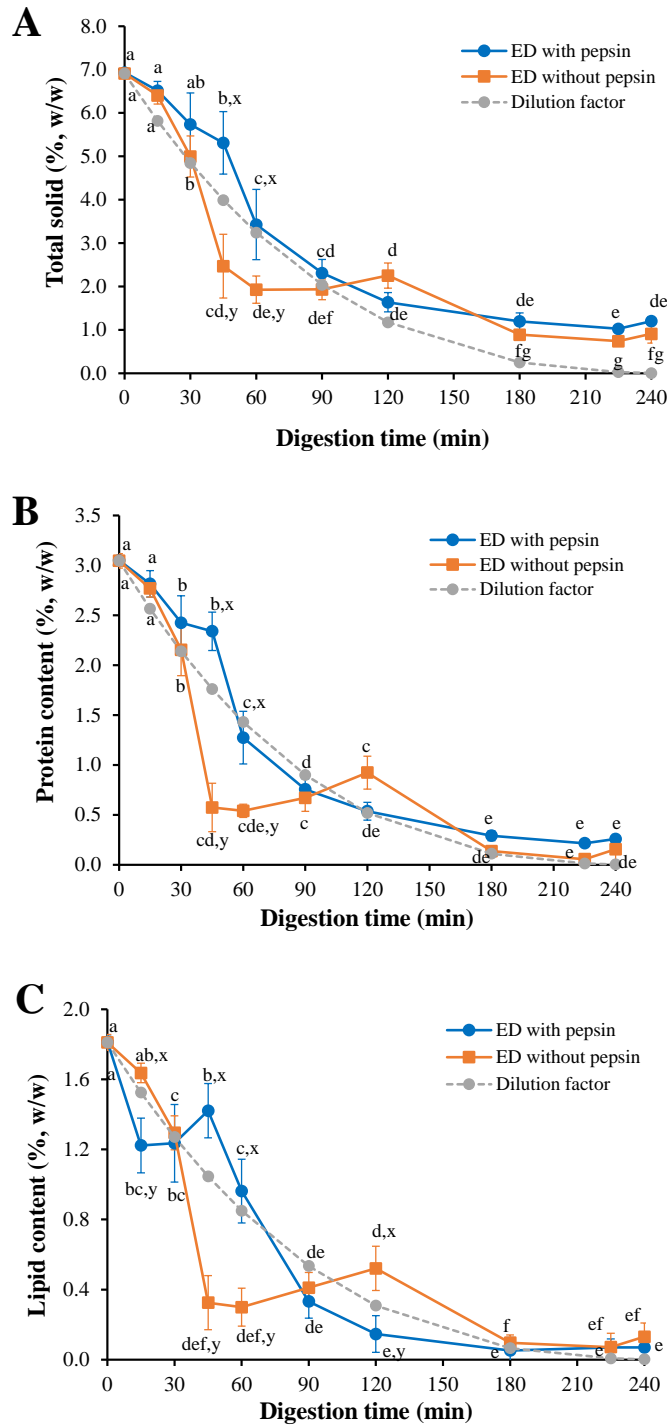 A
ED with pepsin
ED without pepsin
Dilution factor
Total solid (%, w/w)
8.0
7.0
6.0
5.0
4.0
3.0
2.0
1.0
0.0
a
a
ab
b,x
c,x
cd
d
de
e
de
a
a
b
cd,y
de,y
def
de
fg
g
fg
0 30 60 90 120 150 180 210 240
Digestion time (min)
B
ED with pepsin
ED without pepsin
Dilution factor
Protein content (%, w/w)
3.5
3.0
2.5
2.0
1.5
1.0
0.5
0.0
a
a
b
b,x
c,x
d
c
e
e
e
a
a
b
cd,y
cde,y
c
de
de
e
de
0 30 60 90 120 150 180 210 240
Digestion time (min)
C
ED with pepsin
ED without pepsin
Dilution factor
Lipid content (%, w/w)
2.0
1.6
1.2
0.8
0.4
0.0
a
ab,x
c
b,x
c,x
de
d,x
f
ef
ef
a
bc,y
bc
def,y
def,y
de
e,y
e
e
e
0 30 60 90 120 150 180 210 240
Digestion time (min)